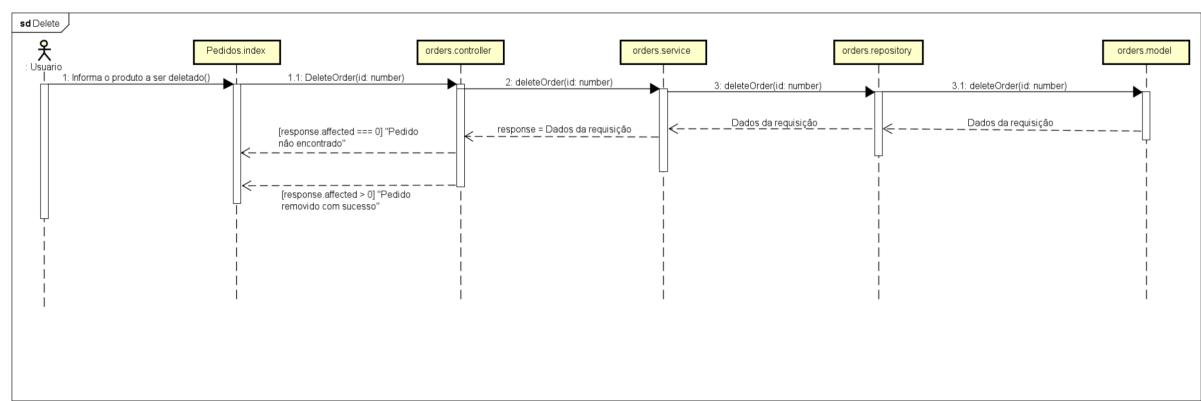 sd Delete
Pedidos.index
orders.controller
orders.service
orders.repository
orders.model
: Usuario
1: Informa o produto a ser deletado()
1.1: DeleteOrder(id: number)
2: deleteOrder(id: number)
3: deleteOrder(id: number)
3.1: deleteOrder(id: number)
[response.affected === 0] "Pedido
não encontrado"
response = Dados da requisição
Dados da requisição
Dados da requisição
[response.affected > 0] "Pedido
removido com sucesso"